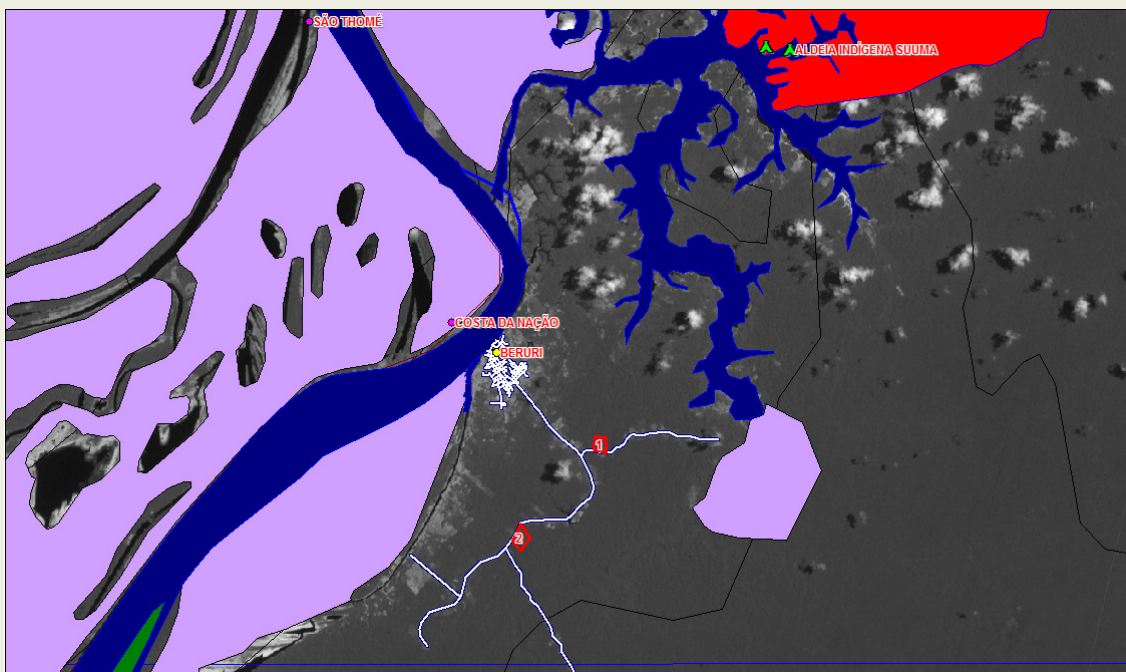 SÃO THOMÉ
ALDEIA INDÍGENA SUUMA
COSTA DA NAÇÃO
BERURI
1
2